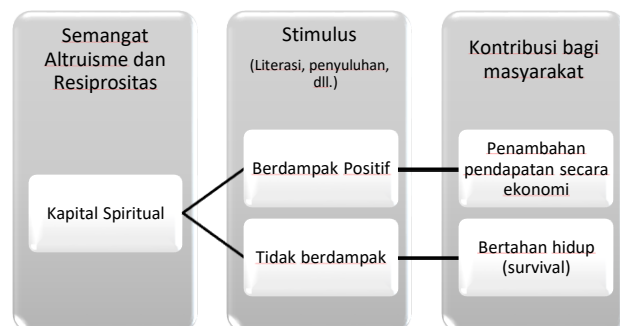 Semangat
Altruisme dan
Resiprositas
Kapital Spiritual
Stimulus
(Literasi, penyuluhan,
dll.)
Berdampak Positif
Tidak berdampak
Kontribusi bagi
masyarakat
Penambahan
pendapatan secara
ekonomi
Bertahan hidup
(survival)